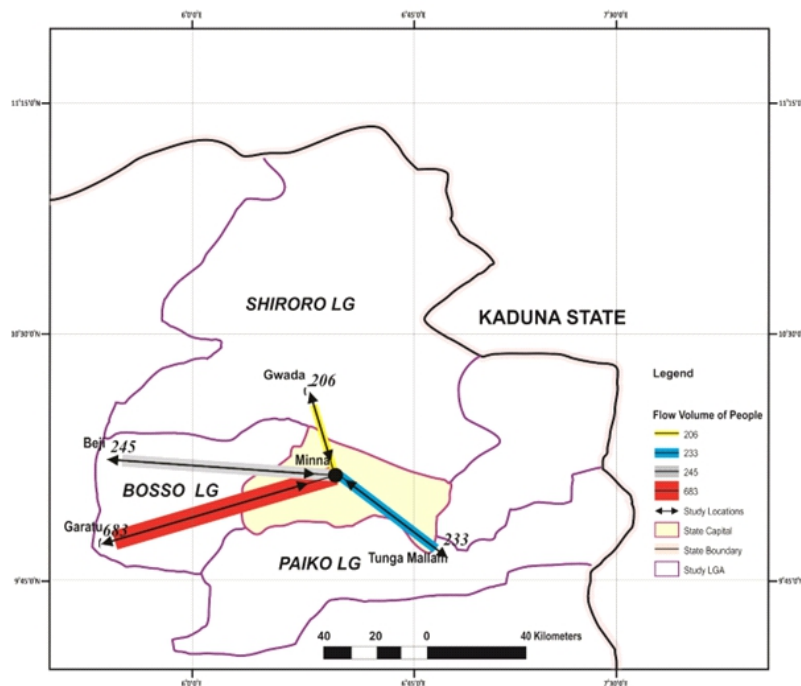 6°0'0"
6°45'0"
7°30'0"
11°15'0"N
11°15'0"N
SHIRORO LG
KADUNA STATE
10°30'0"N
10°30'0"N
Gwada
206
Legend
Flow Volume of People
206
233
245
683
Study Locations
State Capital
State Boundary
Study LGA
Beji
245
Minna
BOSSO LG
Garatu
683
233
Tunga Mallam
PAIKO LG
9°45'0"N
9°45'0"N
40 20 0 40 Kilometers
6°0'0"
6°45'0"
7°30'0"